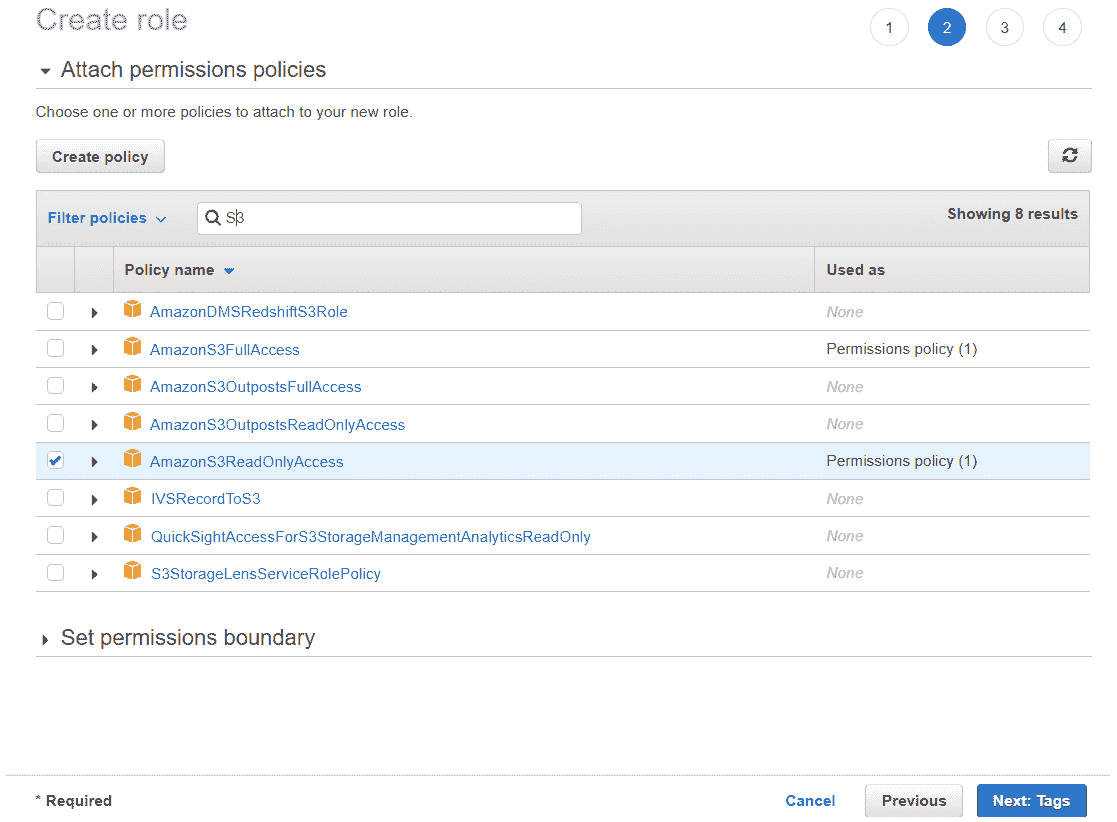 Create role
1 2 3 4
Attach permissions policies
Choose one or more policies to attach to your new role.
Create policy
Filter policies S3 Showing 8 results
Policy name Used as
AmazonDMSRedshiftS3Role None
AmazonS3FullAccess Permissions policy (1)
AmazonS3OutpostsFullAccess None
AmazonS3OutpostsReadOnlyAccess None
AmazonS3ReadOnlyAccess Permissions policy (1)
IVSRecordToS3 None
QuickSightAccessForS3StorageManagementAnalyticsReadOnly None
S3StorageLensServiceRolePolicy None
Set permissions boundary
* Required Cancel Previous Next: Tags